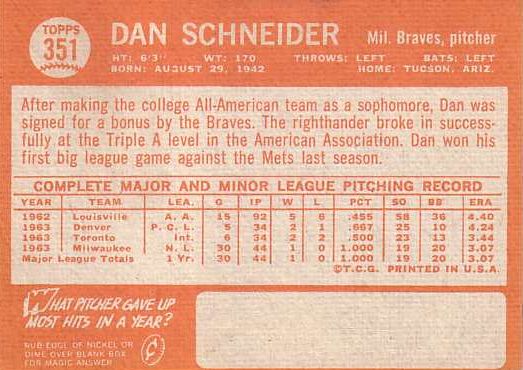 TOPPS
351
DAN SCHNEIDER
Mil. Braves, pitcher
HT: 6'3" WT: 170 THROWS: LEFT BATS: LEFT
BORN: AUGUST 29, 1942 HOME: TUCSON, ARIZ.
After making the college All-American team as a sophomore, Dan was
signed for a bonus by the Braves. The righthander broke in success-
fully at the Triple A level in the American Association. Dan won his
first big league game against the Mets last season.
COMPLETE MAJOR AND MINOR LEAGUE PITCHING RECORD
YEAR TEAM LEA. G IP W L PCT SO BB ERA
1962 Louisville A. A. 15 92 5 6 .455 58 36 4.40
1963 Denver P. C. L. 5 34 2 2 .667 25 10 4.24
1963 Toronto Int. 6 34 2 2 .500 23 13 3.44
1963 Milwaukee N. L. 30 44 1 0 1.000 19 20 3.07
Major League Totals 1 Yr. 30 44 1 0 1.000 19 20 3.07
©T.C.G. PRINTED IN U.S.A.
WHAT PITCHER GAVE UP
MOST HITS IN A YEAR?
RUB EDGE OF NICKEL OR
DIME OVER BLANK BOX
FOR MAGIC ANSWER